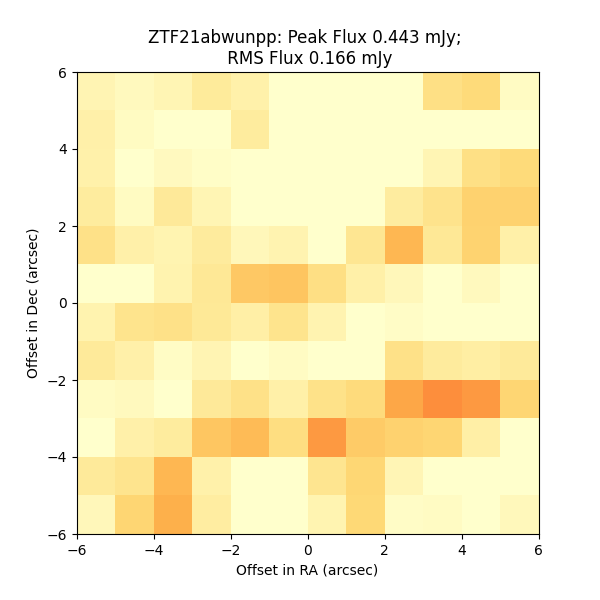 ZTF21abwunpp: Peak Flux 0.443 mJy;
RMS Flux 0.166 mJy
6
4
2
0
−2
−4
−6
Offset in Dec (arcsec)
−6 −4 −2 0 2 4 6
Offset in RA (arcsec)